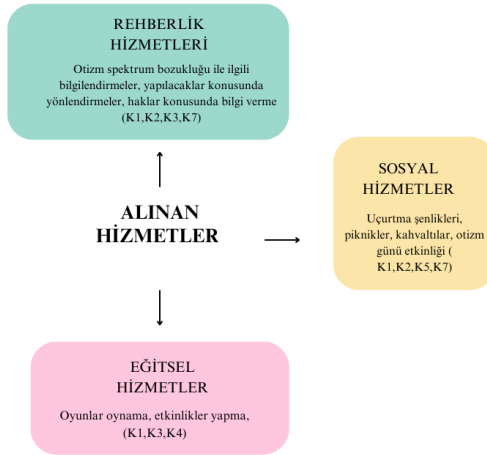 REHBERLİK
HİZMETLERİ
Otizm spektrum bozukluğu ile ilgili
bilgilendirmeler, yapılacaklar konusunda
yönlendirmeler, haklar konusunda bilgi verme
(K1,K2,K3,K7)
SOSYAL
HİZMETLER
Uçurtma şenlikleri,
piknikler, kahvaltılar, otizm
günü etkinliği (
K1,K2,K5,K7)
ALINAN
HİZMETLER
EĞİTSEL
HİZMETLER
Oyunlar oynama, etkinlikler yapma,
(K1,K3,K4)